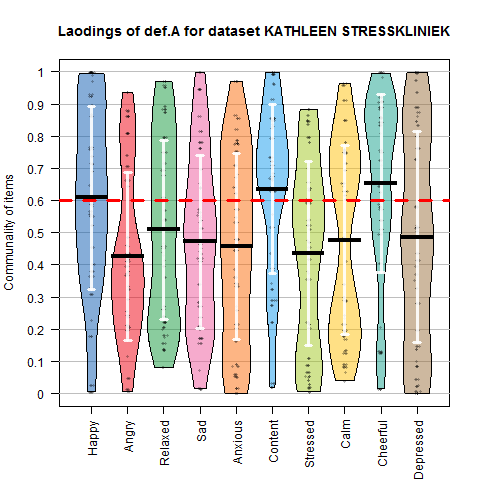 Laodings of def.A for dataset KATHLEEN STRESSKLINIEK
Communality of items
1
0.9
0.8
0.7
0.6
0.5
0.4
0.3
0.2
0.1
0
Happy
Angry
Relaxed
Sad
Anxious
Content
Stressed
Calm
Cheerful
Depressed